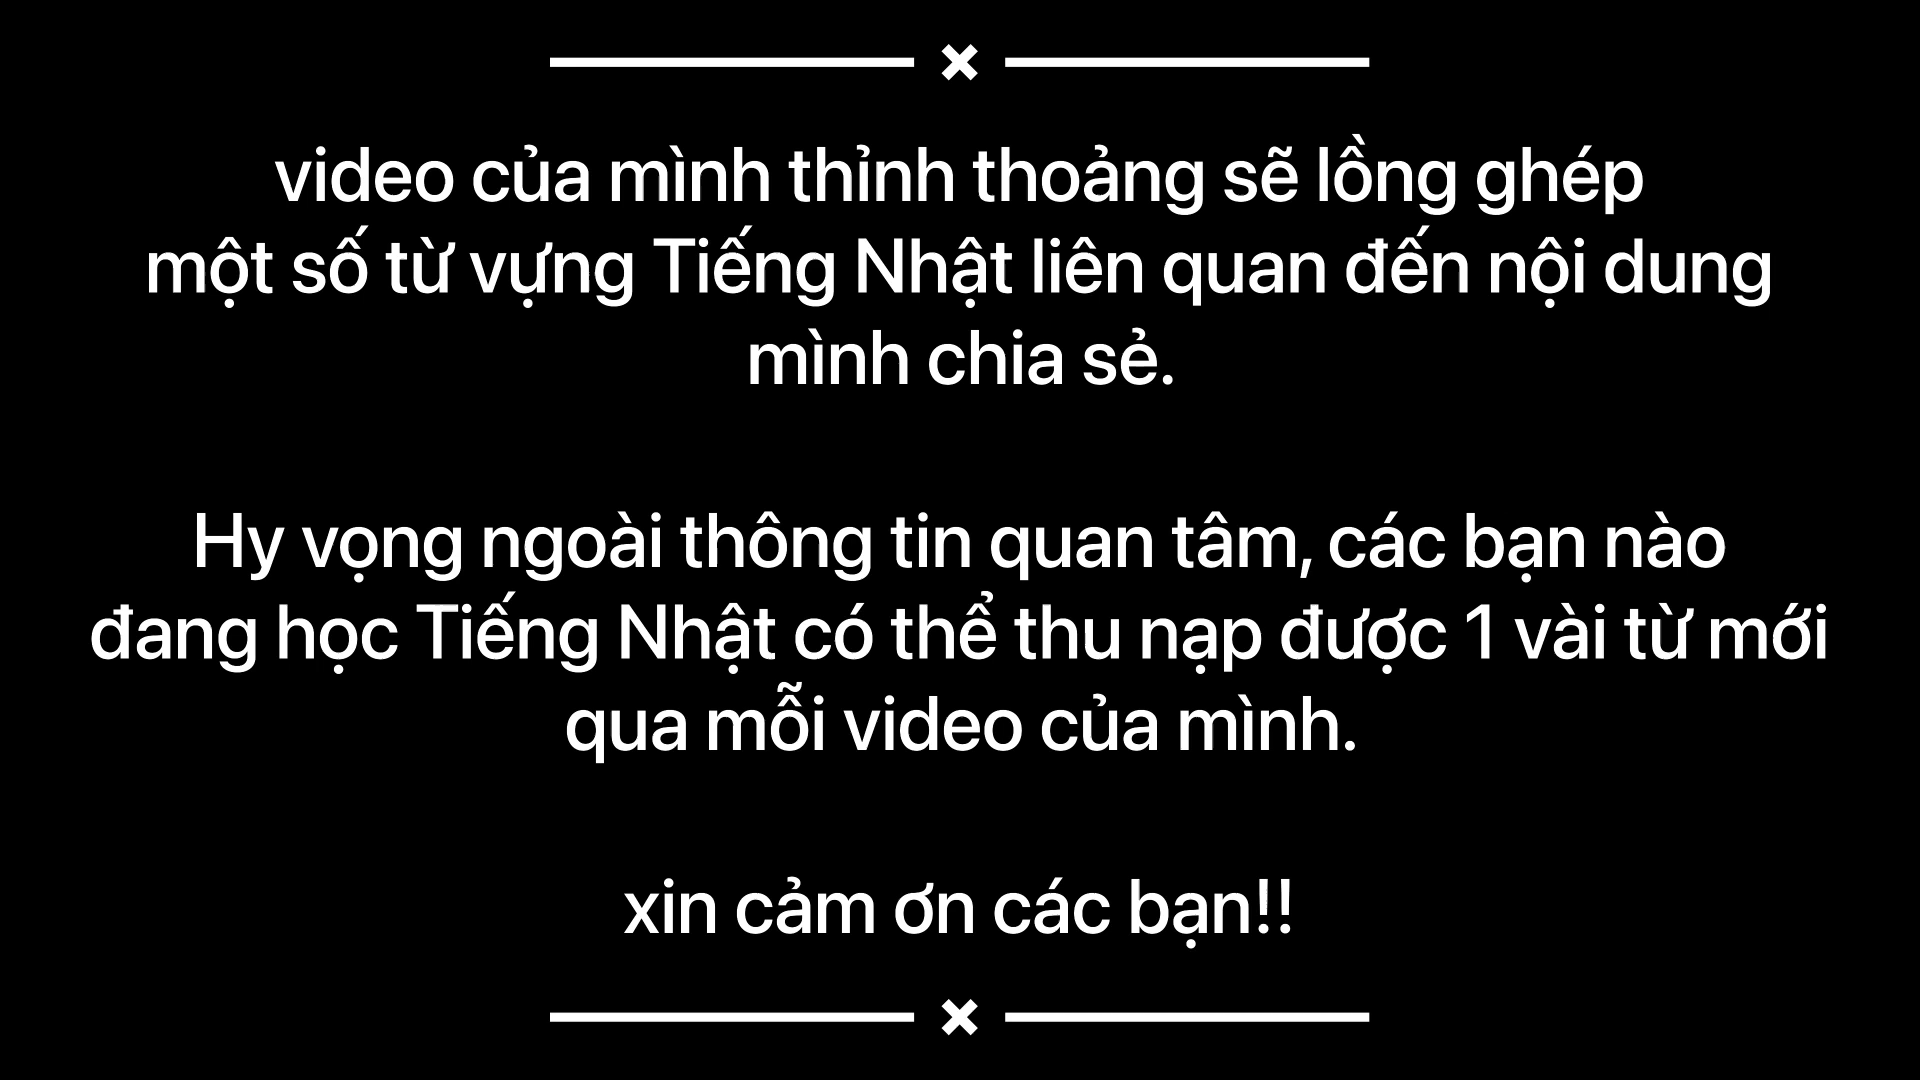 video của mình thỉnh thoảng sẽ lồng ghép
một số từ vựng Tiếng Nhật liên quan đến nội dung
mình chia sẻ.
Hy vọng ngoài thông tin quan tâm, các bạn nào
đang học Tiếng Nhật có thể thu nạp được 1 vài từ mới
qua mỗi video của mình.
xin cảm ơn các bạn!!